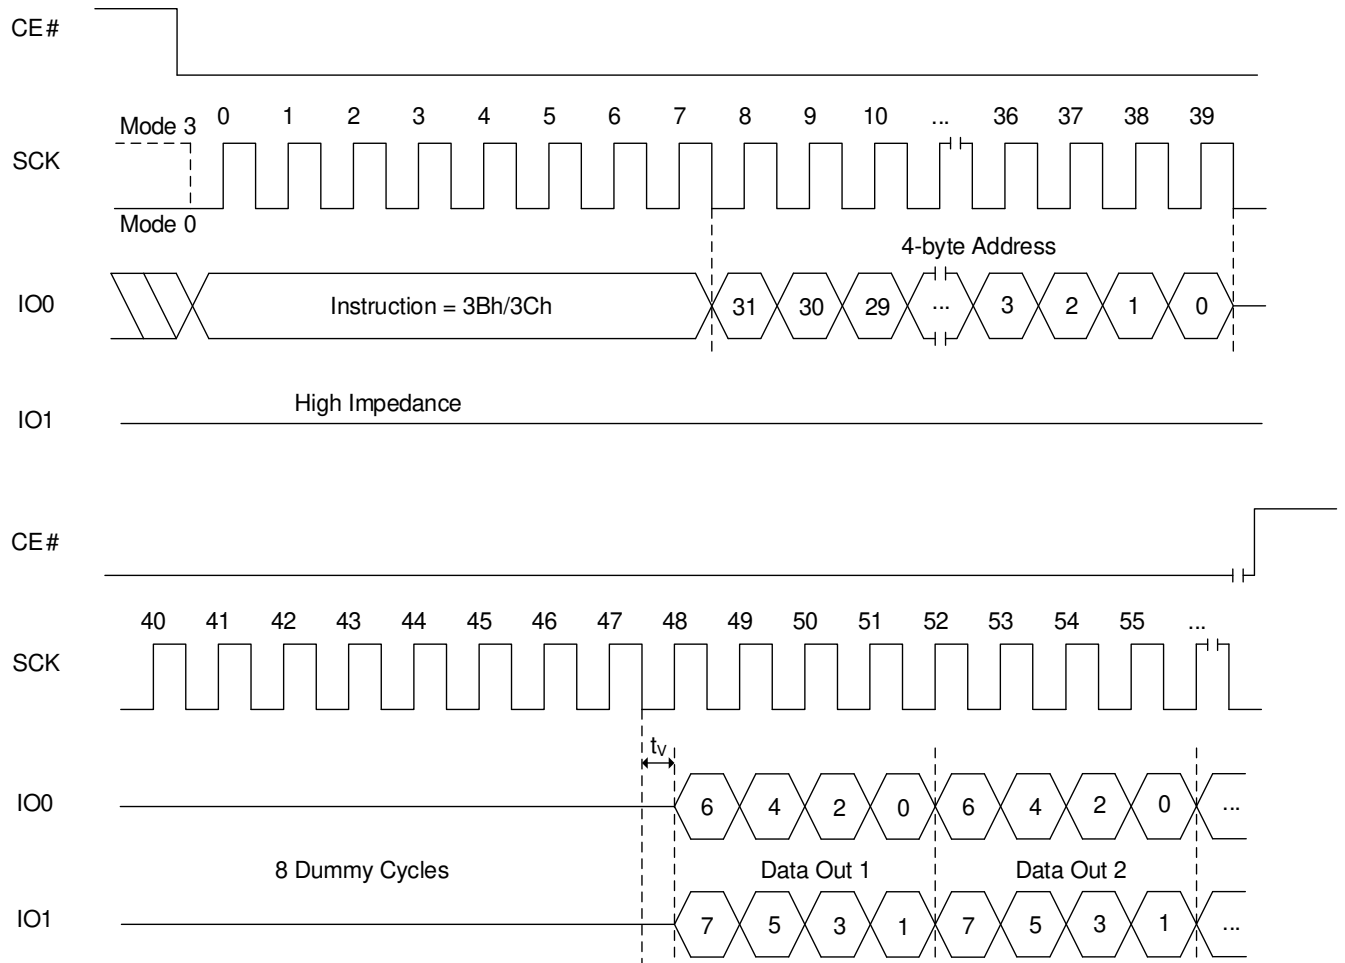 CE#
0 1 2 3 4 5 6 7 8 9 10 ... 36 37 38 39
Mode 3
SCK
Mode 0
4-byte Address
IO0 Instruction = 3Bh/3Ch 31 30 29 ... 3 2 1 0
High Impedance
IO1
CE#
40 41 42 43 44 45 46 47 48 49 50 51 52 53 54 55 ...
SCK
tV
IO0 6 4 2 0 6 4 2 0 ...
8 Dummy Cycles Data Out 1 Data Out 2
IO1 7 5 3 1 7 5 3 1 ...